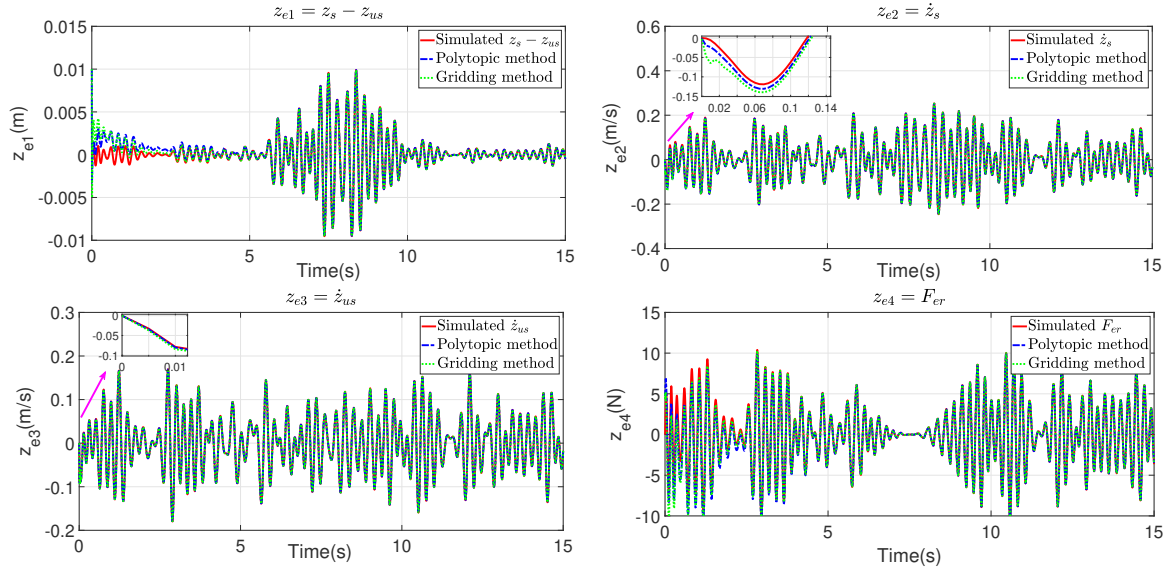 z_{e1} = z_s − z_{us}
0.015
0.01
0.005
0
-0.005
-0.01
z_{e1}(m)
Simulated z_s − z_{us}
Polytopic method
Gridding method
0 5 10 15
Time(s)
z_{e2} = ż_s
0.6
0.4
0.2
0
-0.2
-0.4
z_{e2}(m/s)
0
-0.05
-0.1
-0.15
0.02 0.06 0.1 0.14
Simulated ż_s
Polytopic method
Gridding method
0 5 10 15
Time(s)
z_{e3} = ż_{us}
0.3
0.2
0.1
0
-0.1
-0.2
z_{e3}(m/s)
0
-0.05
-0.1
0 0.01
Simulated ż_{us}
Polytopic method
Gridding method
0 5 10 15
Time(s)
z_{e4} = F_{er}
10
5
0
-5
-10
z_{e4}(N)
Simulated F_{er}
Polytopic method
Gridding method
0 5 10 15
Time(s)